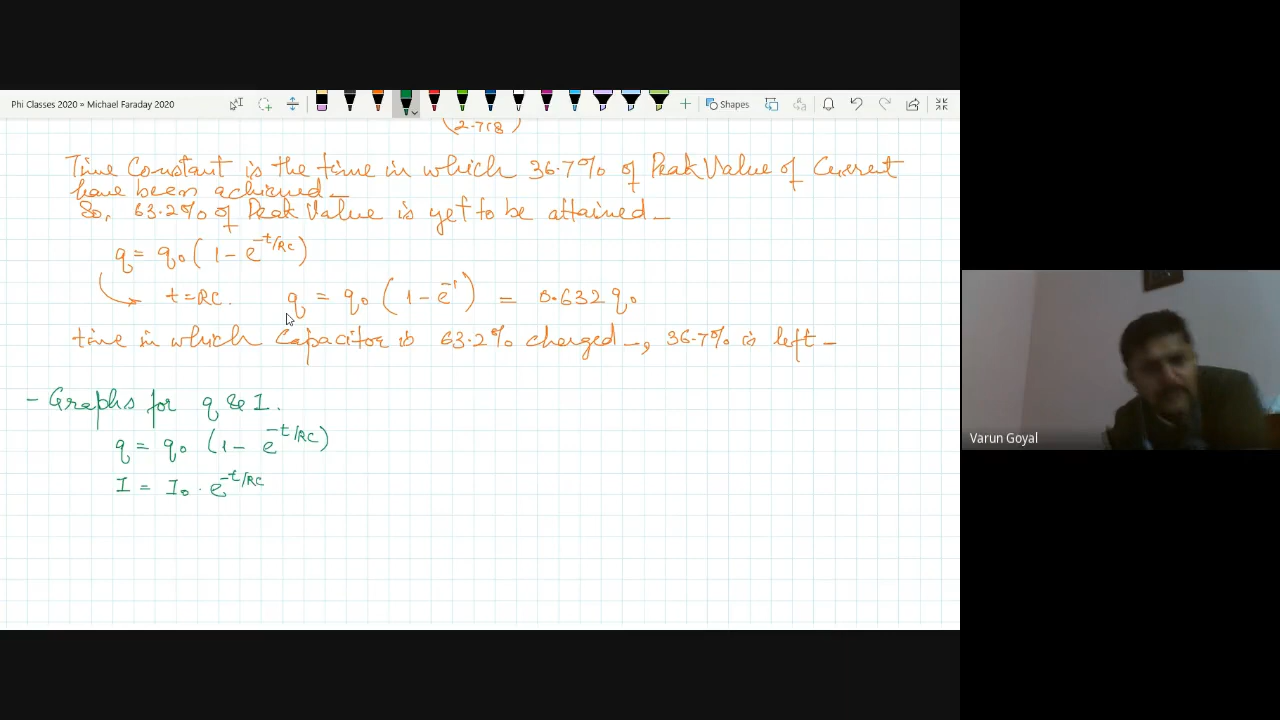 Phi Classes 2020 » Michael Faraday 2020
Shapes
(2.718)
Time Constant is the time in which 36.7% of Peak Value of Current
have been achieved –
So, 63.2% of Peak Value is yet to be attained –
q = q₀ ( 1 – e^-t/RC )
t = RC. q = q₀ ( 1 – e^-1 ) = 0.632 q₀
time in which Capacitor is 63.2% charged –, 36.7% is left –
– Graphs for q & I.
q = q₀ (1 – e^-t/RC)
I = I₀ . e^-t/RC
Varun Goyal